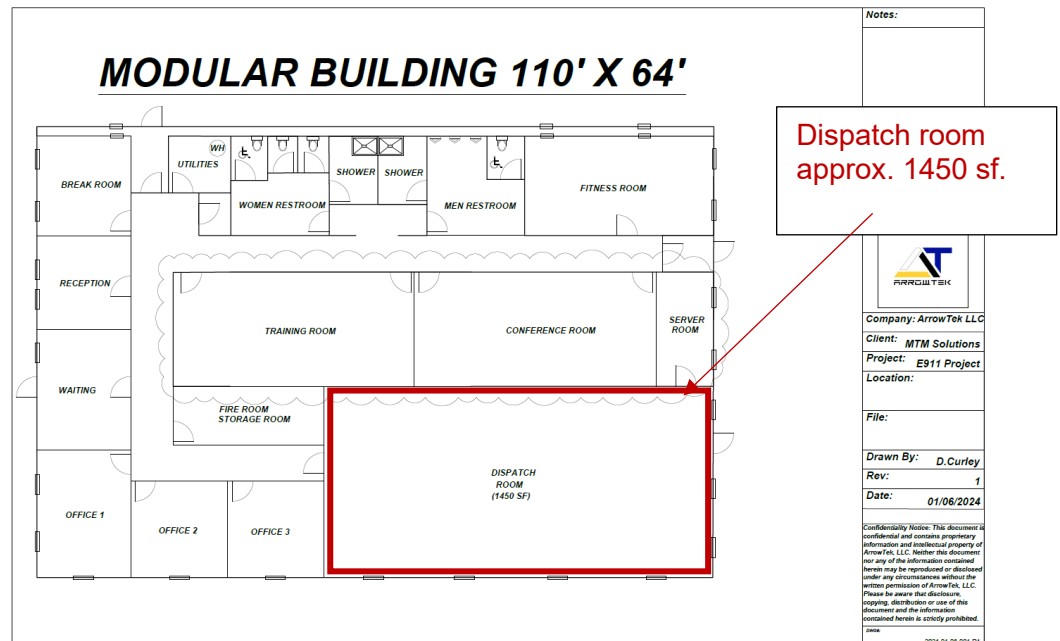 MODULAR BUILDING 110' X 64'
Notes:
Dispatch room
approx. 1450 sf.
WH
UTILITIES
BREAK ROOM
SHOWER
SHOWER
FITNESS ROOM
WOMEN RESTROOM
MEN RESTROOM
RECEPTION
TRAINING ROOM
CONFERENCE ROOM
SERVER
ROOM
WAITING
FIRE ROOM
STORAGE ROOM
DISPATCH
ROOM
(1450 SF)
OFFICE 1
OFFICE 2
OFFICE 3
ARROWTEK
Company: ArrowTek LLC
Client: MTM Solutions
Project: E911 Project
Location:
File:
Drawn By: D.Curley
Rev: 1
Date: 01/06/2024
Confidentiality Notice: This document is
confidential and contains proprietary
information and intellectual property of
ArrowTek, LLC. Neither this document
nor any of the information contained
herein may be reproduced or disclosed
under any circumstances without the
written permission of ArrowTek, LLC.
Please be aware that disclosure,
copying, distribution or use of this
document and the information
contained herein is strictly prohibited.